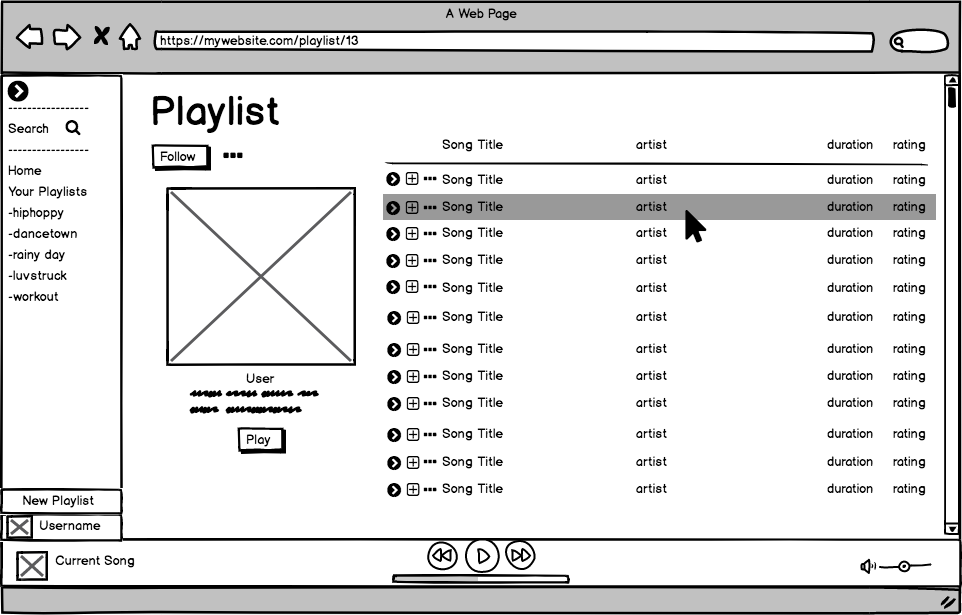 A Web Page
https://mywebsite.com/playlist/13
Search
Home
Your Playlists
-hiphoppy
-dancetown
-rainy day
-luvstruck
-workout
New Playlist
Username
Playlist
Follow
User
Play
Song Title artist duration rating
Song Title artist duration rating
Song Title artist duration rating
Song Title artist duration rating
Song Title artist duration rating
Song Title artist duration rating
Song Title artist duration rating
Song Title artist duration rating
Song Title artist duration rating
Song Title artist duration rating
Song Title artist duration rating
Song Title artist duration rating
Song Title artist duration rating
Current Song